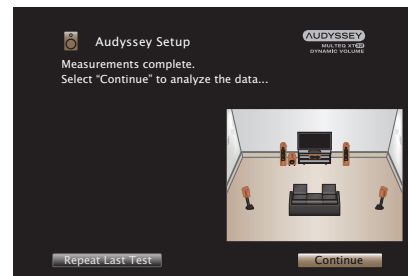 Audyssey Setup
AUDYSSEY
MULTEQ XT32
DYNAMIC VOLUME
Measurements complete.
Select “Continue” to analyze the data...
Repeat Last Test
Continue